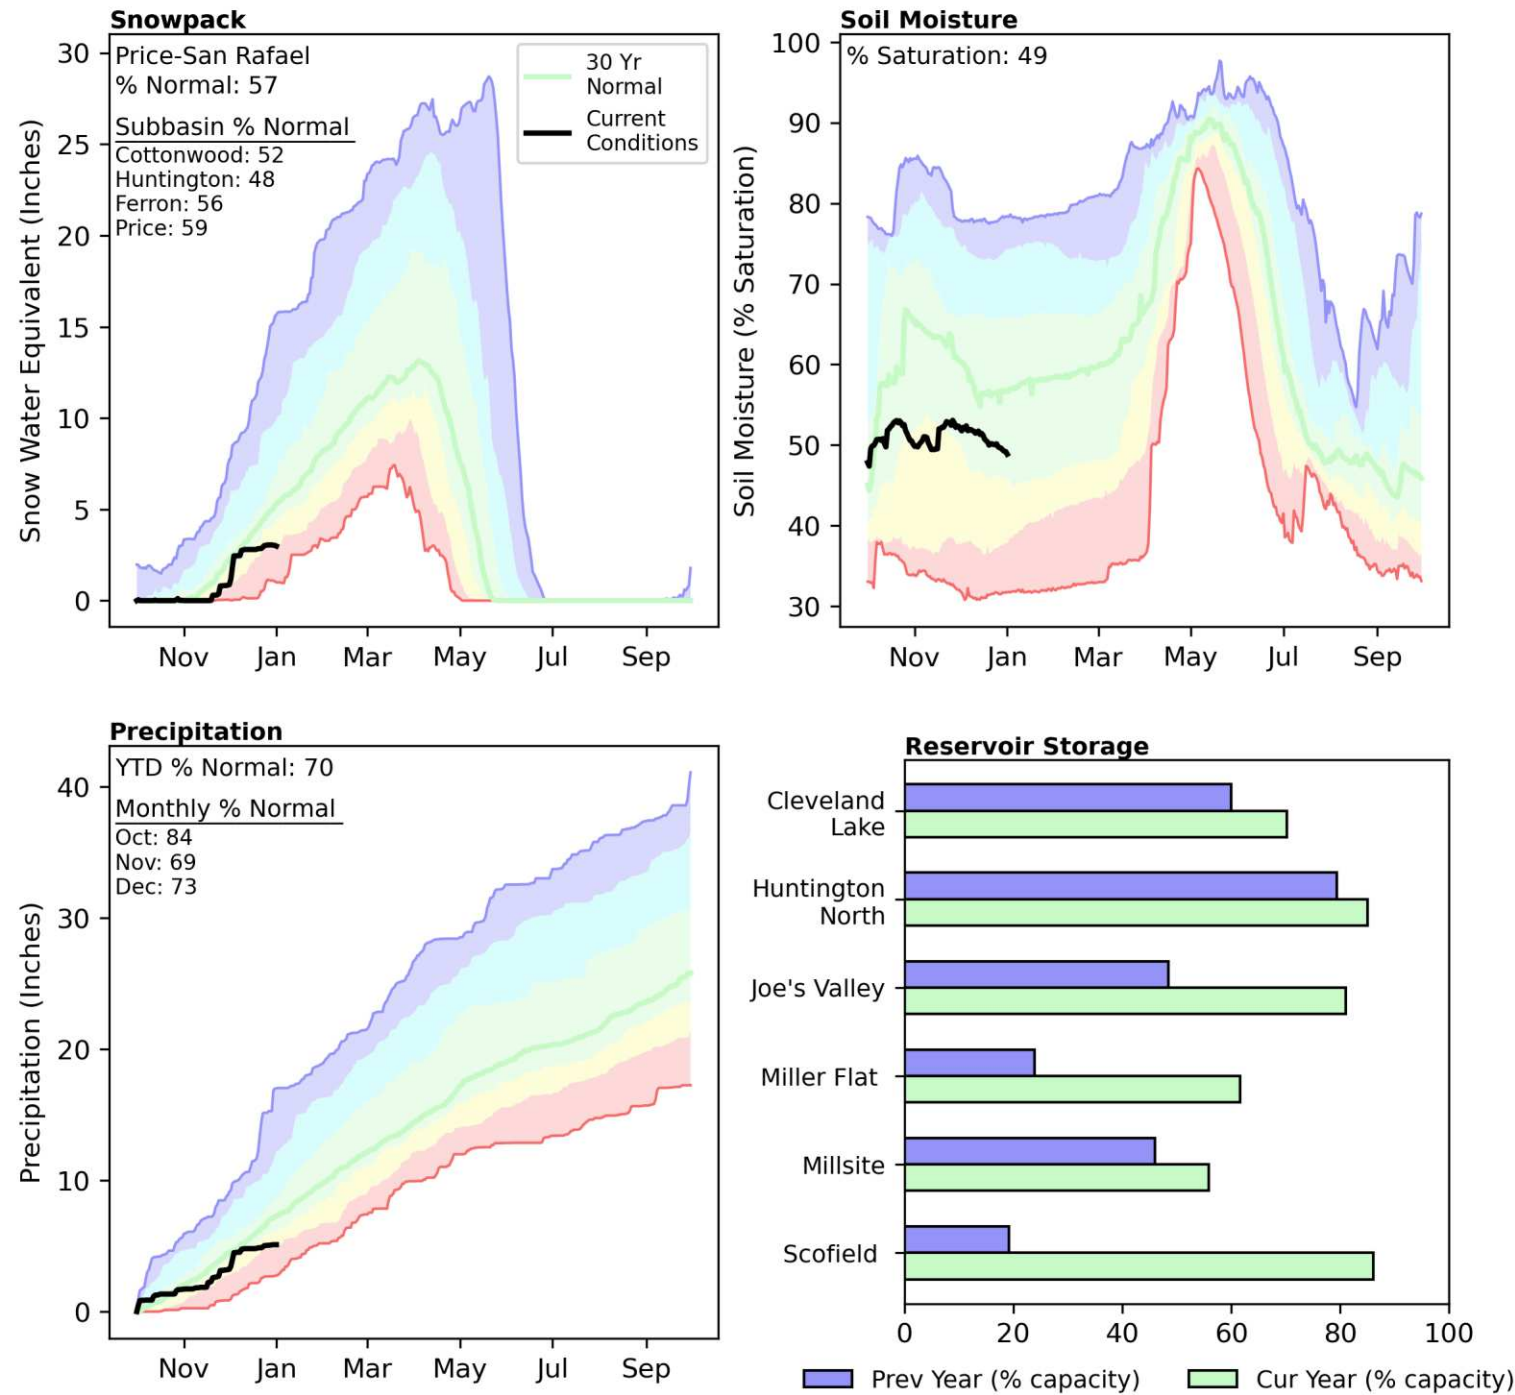 Snowpack
Price-San Rafael
% Normal: 57
Subbasin % Normal
Cottonwood: 52
Huntington: 48
Ferron: 56
Price: 59
30 Yr
Normal
Current
Conditions
Snow Water Equivalent (Inches)
30
25
20
15
10
5
0
Nov Jan Mar May Jul Sep
Soil Moisture
% Saturation: 49
Soil Moisture (% Saturation)
100
90
80
70
60
50
40
30
Nov Jan Mar May Jul Sep
Precipitation
YTD % Normal: 70
Monthly % Normal
Oct: 84
Nov: 69
Dec: 73
Precipitation (Inches)
40
30
20
10
0
Nov Jan Mar May Jul Sep
Reservoir Storage
Cleveland
Lake
Huntington
North
Joe's Valley
Miller Flat
Millsite
Scofield
0 20 40 60 80 100
Prev Year (% capacity) Cur Year (% capacity)